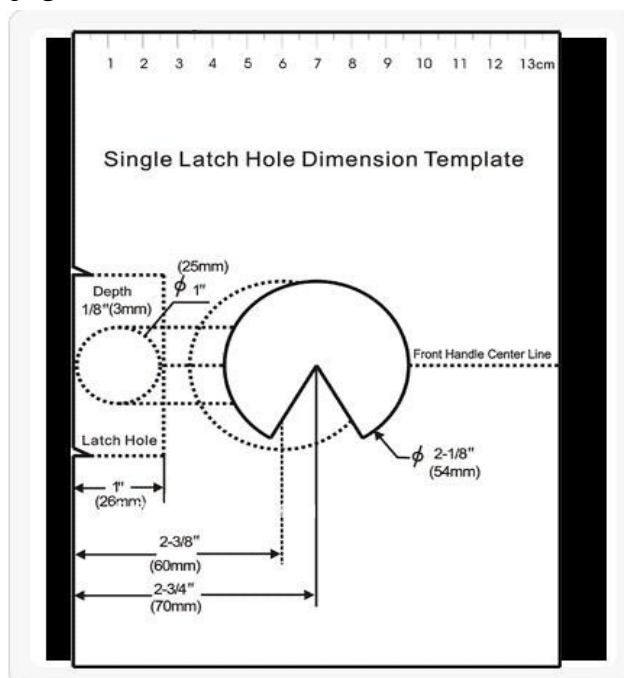 1 2 3 4 5 6 7 8 9 10 11 12 13cm
Single Latch Hole Dimension Template
(25mm)
ϕ 1"
Depth
1/8"(3mm)
Front Handle Center Line
Latch Hole
ϕ 2-1/8"
(54mm)
1"
(26mm)
2-3/8"
(60mm)
2-3/4"
(70mm)